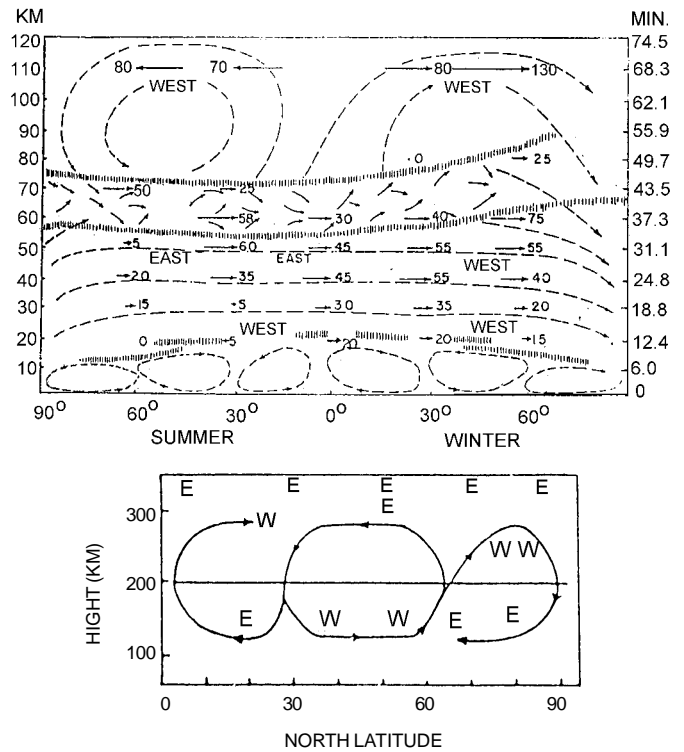 KM MIN.
120 74.5
110 80 70 80 130 68.3
WEST WEST
100 62.1
90 55.9
80 0 25 49.7
70 50 25 43.5
60 58 30 40 75 37.3
50 5 60 45 55 55 31.1
EAST EAST WEST
40 20 35 45 55 40 24.8
30 15 5 30 35 20 18.8
WEST WEST
20 0 5 20 20 15 12.4
10 6.0
0
90° 60° 30° 0° 30° 60°
SUMMER WINTER
E E E E E
E
300 W
W W
200
E W W E E
100
HIGHT (KM)
0 30 60 90
NORTH LATITUDE